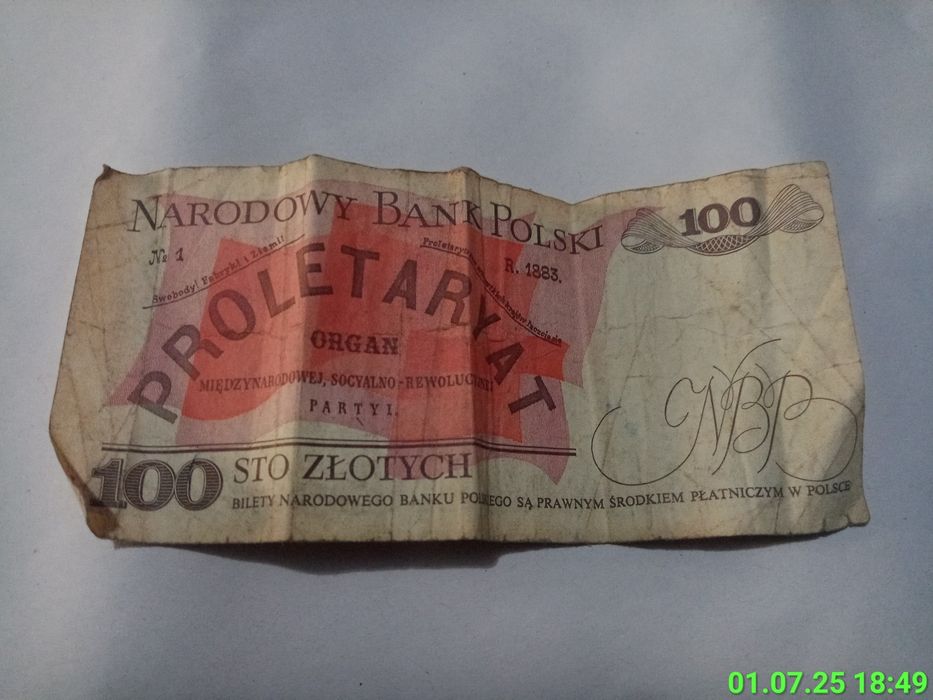 NARODOWY BANK POLSKI
100
№ 1
R. 1883.
Swobody! Fabryki i Ziemi!
PROLETARYAT
ORGAN
MIĘDZYNARODOWEJ, SOCYALNO-REWOLUCYJNEJ
PARTYI.
NBP
100 STO ZŁOTYCH
BILETY NARODOWEGO BANKU POLSKIEGO SĄ PRAWNYM ŚRODKIEM PŁATNICZYM W POLSCE
01.07.25 18:49